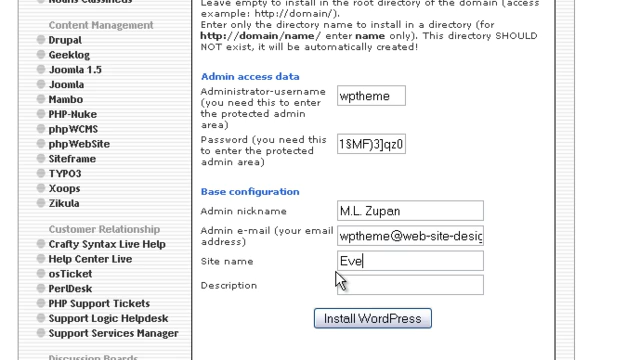 Nodns Classifieds
Content Management
Drupal
Geeklog
Joomla 1.5
Joomla
Mambo
PHP-Nuke
phpWCMS
phpWebSite
Siteframe
TYPO3
Xoops
Zikula
Customer Relationship
Crafty Syntax Live Help
Help Center Live
osTicket
PerlDesk
PHP Support Tickets
Support Logic Helpdesk
Support Services Manager
Discussion Boards
Leave empty to install in the root directory of the domain (access
example: http://domain/).
Enter only the directory name to install in a directory (for
http://domain/name/ enter name only). This directory SHOULD
NOT exist, it will be automatically created!
Admin access data
Administrator-username
(you need this to enter
the protected admin
area)
wptheme
Password (you need this
to enter the protected
admin area)
1§MF)3]qz0
Base configuration
Admin nickname
M.L. Zupan
Admin e-mail (your email
address)
wptheme@web-site-desig
Site name
Eve
Description
Install WordPress